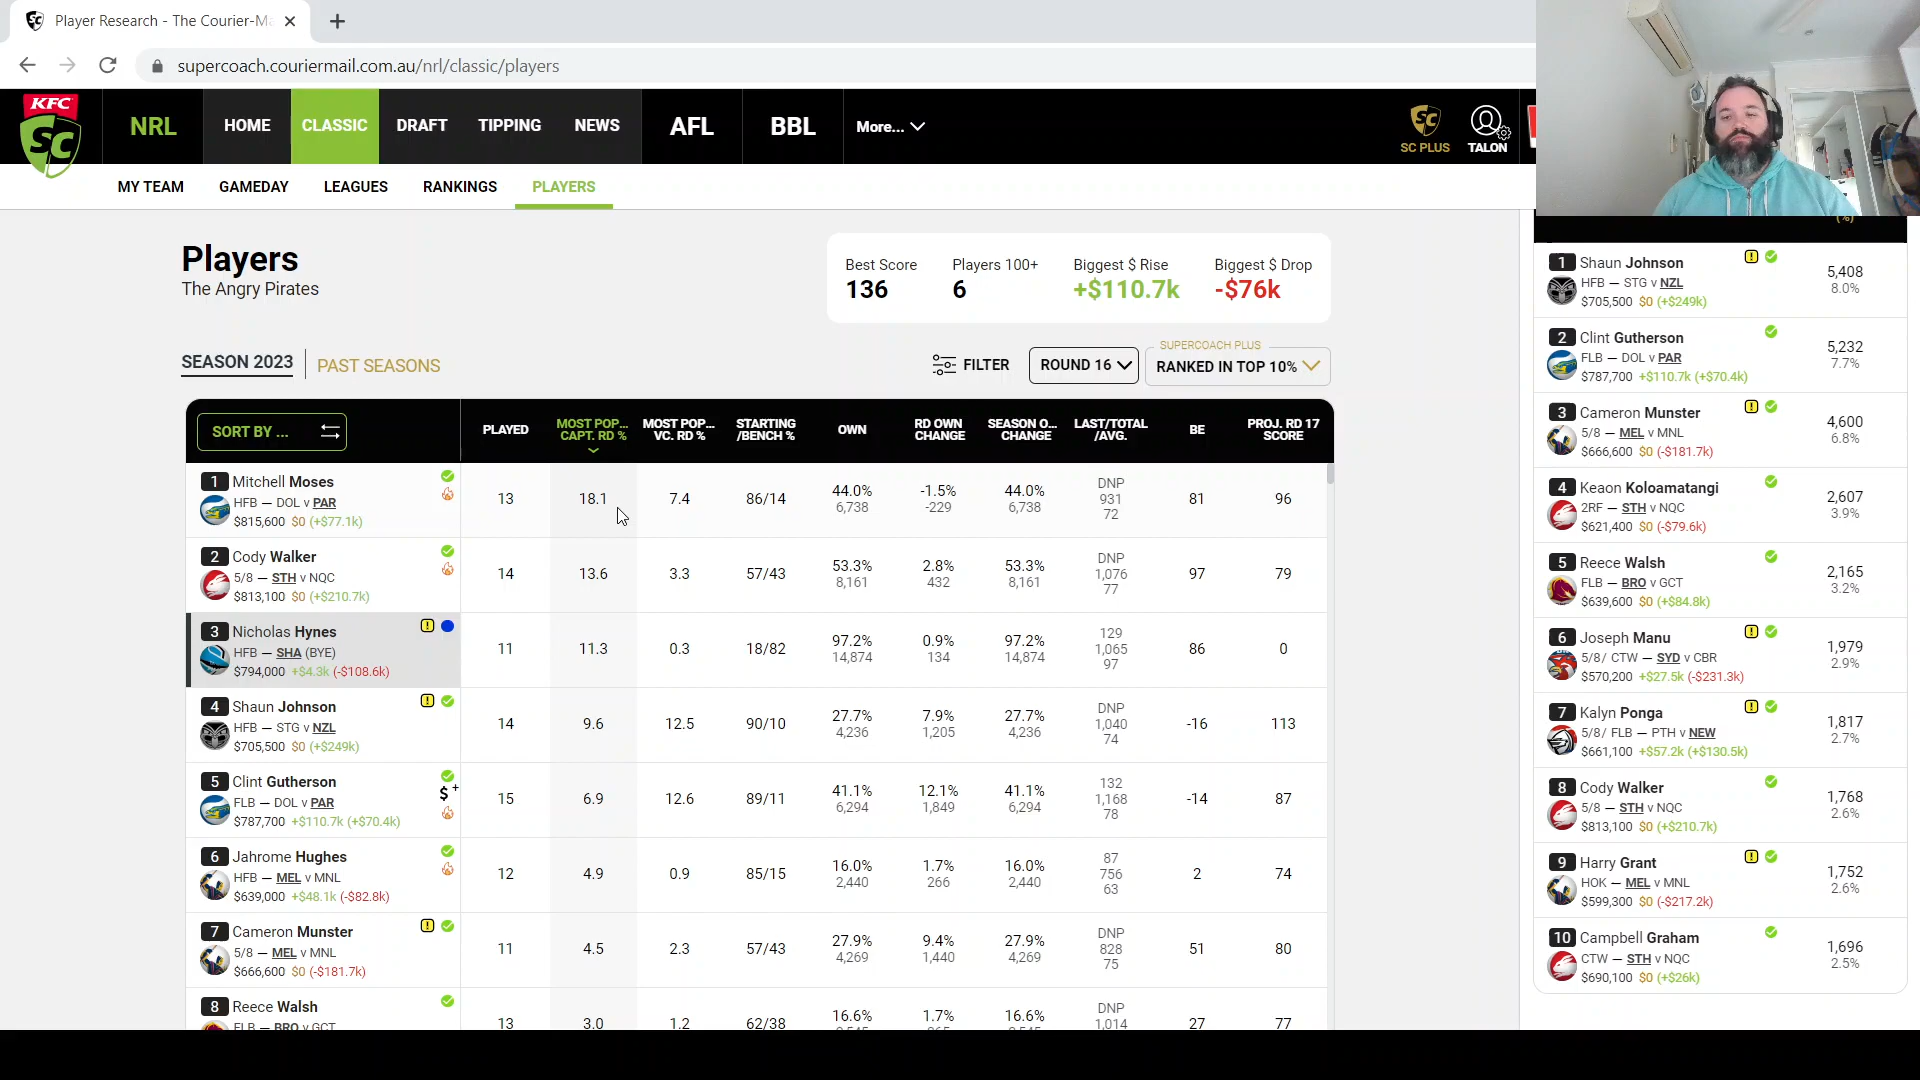 Player Research - The Courier-Ma
supercoach.couriermail.com.au/nrl/classic/players
KFC
SC
NRL
HOME
CLASSIC
DRAFT
TIPPING
NEWS
AFL
BBL
More...
SC PLUS
TALON
MY TEAM
GAMEDAY
LEAGUES
RANKINGS
PLAYERS
Players
The Angry Pirates
Best Score
136
Players 100+
6
Biggest $ Rise
+$110.7k
Biggest $ Drop
-$76k
SEASON 2023
PAST SEASONS
FILTER
ROUND 16
SUPERCOACH PLUS
RANKED IN TOP 10%
SORT BY ...
PLAYED
MOST POP...
CAPT. RD %
MOST POP...
VC. RD %
STARTING
/BENCH %
OWN
RD OWN
CHANGE
SEASON O...
CHANGE
LAST/TOTAL
/AVG.
BE
PROJ. RD 17
SCORE
1 Mitchell Moses
HFB — DOL v PAR
$815,600 $0 (+$77.1k)
13
18.1
7.4
86/14
44.0%
6,738
-1.5%
-229
44.0%
6,738
DNP
931
72
81
96
2 Cody Walker
5/8 — STH v NQC
$813,100 $0 (+$210.7k)
14
13.6
3.3
57/43
53.3%
8,161
2.8%
432
53.3%
8,161
DNP
1,076
77
97
79
3 Nicholas Hynes
HFB — SHA (BYE)
$794,000 +$4.3k (-$108.6k)
11
11.3
0.3
18/82
97.2%
14,874
0.9%
134
97.2%
14,874
129
1,065
97
86
0
4 Shaun Johnson
HFB — STG v NZL
$705,500 $0 (+$249k)
14
9.6
12.5
90/10
27.7%
4,236
7.9%
1,205
27.7%
4,236
DNP
1,040
74
-16
113
5 Clint Gutherson
FLB — DOL v PAR
$787,700 +$110.7k (+$70.4k)
$+
15
6.9
12.6
89/11
41.1%
6,294
12.1%
1,849
41.1%
6,294
132
1,168
78
-14
87
6 Jahrome Hughes
HFB — MEL v MNL
$639,000 +$48.1k (-$82.8k)
12
4.9
0.9
85/15
16.0%
2,440
1.7%
266
16.0%
2,440
87
756
63
2
74
7 Cameron Munster
5/8 — MEL v MNL
$666,600 $0 (-$181.7k)
11
4.5
2.3
57/43
27.9%
4,269
9.4%
1,440
27.9%
4,269
DNP
828
75
51
80
8 Reece Walsh
FLB — BRO v GCT
13
3.0
1.2
62/38
16.6%
1.7%
16.6%
DNP
1,014
27
77
(%)
1 Shaun Johnson
HFB — STG v NZL
$705,500 $0 (+$249k)
5,408
8.0%
2 Clint Gutherson
FLB — DOL v PAR
$787,700 +$110.7k (+$70.4k)
5,232
7.7%
3 Cameron Munster
5/8 — MEL v MNL
$666,600 $0 (-$181.7k)
4,600
6.8%
4 Keaon Koloamatangi
2RF — STH v NQC
$621,400 $0 (-$79.6k)
2,607
3.9%
5 Reece Walsh
FLB — BRO v GCT
$639,600 $0 (+$84.8k)
2,165
3.2%
6 Joseph Manu
5/8/ CTW — SYD v CBR
$570,200 +$27.5k (-$231.3k)
1,979
2.9%
7 Kalyn Ponga
5/8/ FLB — PTH v NEW
$661,100 +$57.2k (+$130.5k)
1,817
2.7%
8 Cody Walker
5/8 — STH v NQC
$813,100 $0 (+$210.7k)
1,768
2.6%
9 Harry Grant
HOK — MEL v MNL
$599,300 $0 (-$217.2k)
1,752
2.6%
10 Campbell Graham
CTW — STH v NQC
$690,100 $0 (+$26k)
1,696
2.5%